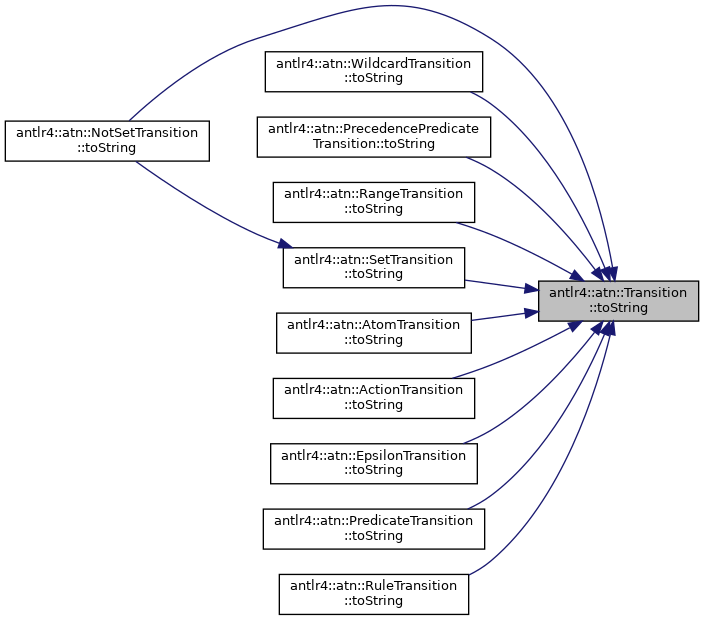 antlr4::atn::WildcardTransition
::toString
antlr4::atn::NotSetTransition
::toString
antlr4::atn::PrecedencePredicate
Transition::toString
antlr4::atn::RangeTransition
::toString
antlr4::atn::SetTransition
::toString
antlr4::atn::Transition
::toString
antlr4::atn::AtomTransition
::toString
antlr4::atn::ActionTransition
::toString
antlr4::atn::EpsilonTransition
::toString
antlr4::atn::PredicateTransition
::toString
antlr4::atn::RuleTransition
::toString